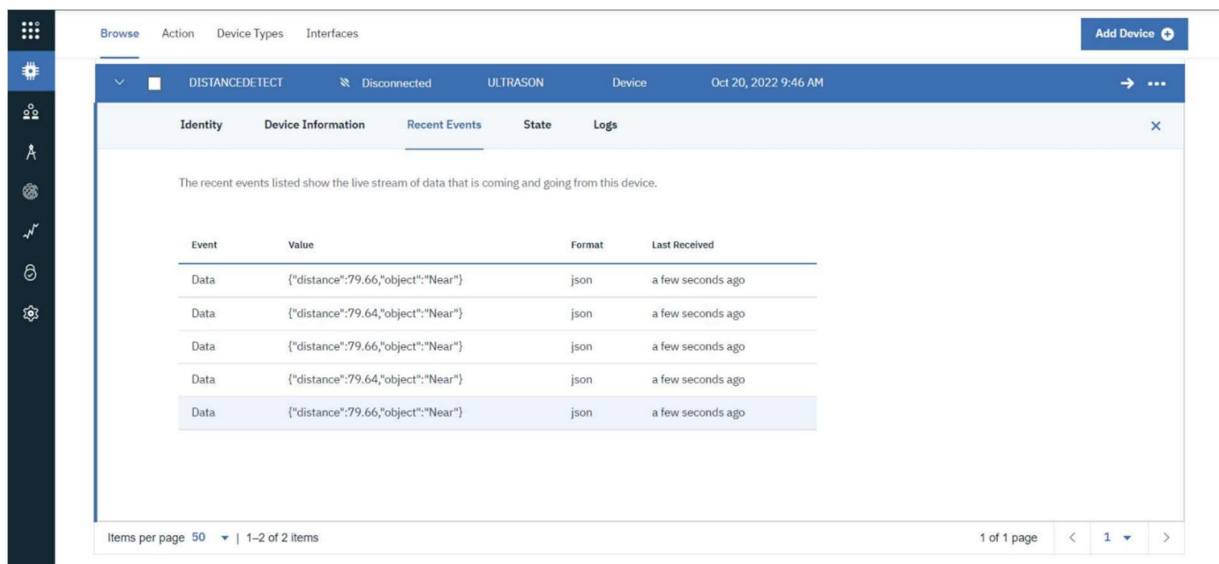 Browse Action Device Types Interfaces Add Device
DISTANCEDETECT Disconnected ULTRASON Device Oct 20, 2022 9:46 AM
Identity Device Information Recent Events State Logs
The recent events listed show the live stream of data that is coming and going from this device.
Event Value Format Last Received
Data {"distance":79.66,"object":"Near"} json a few seconds ago
Data {"distance":79.64,"object":"Near"} json a few seconds ago
Data {"distance":79.66,"object":"Near"} json a few seconds ago
Data {"distance":79.64,"object":"Near"} json a few seconds ago
Data {"distance":79.66,"object":"Near"} json a few seconds ago
Items per page 50 | 1–2 of 2 items 1 of 1 page 1